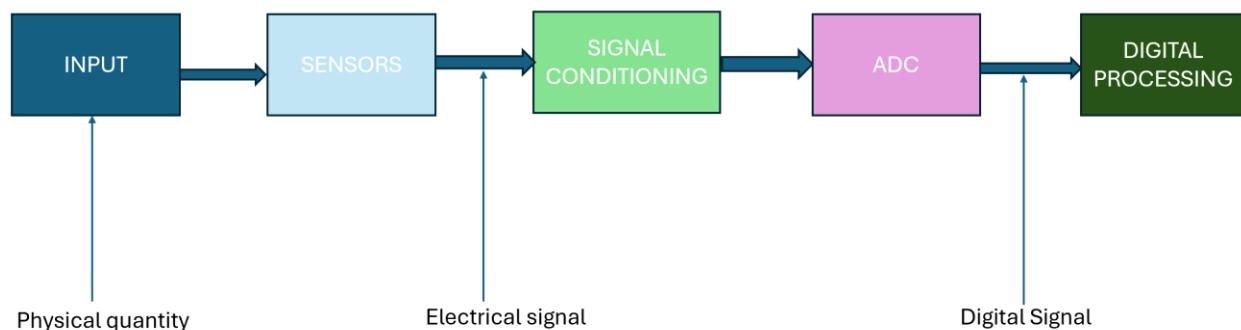 INPUT
SENSORS
SIGNAL
CONDITIONING
ADC
DIGITAL
PROCESSING
Physical quantity
Electrical signal
Digital Signal